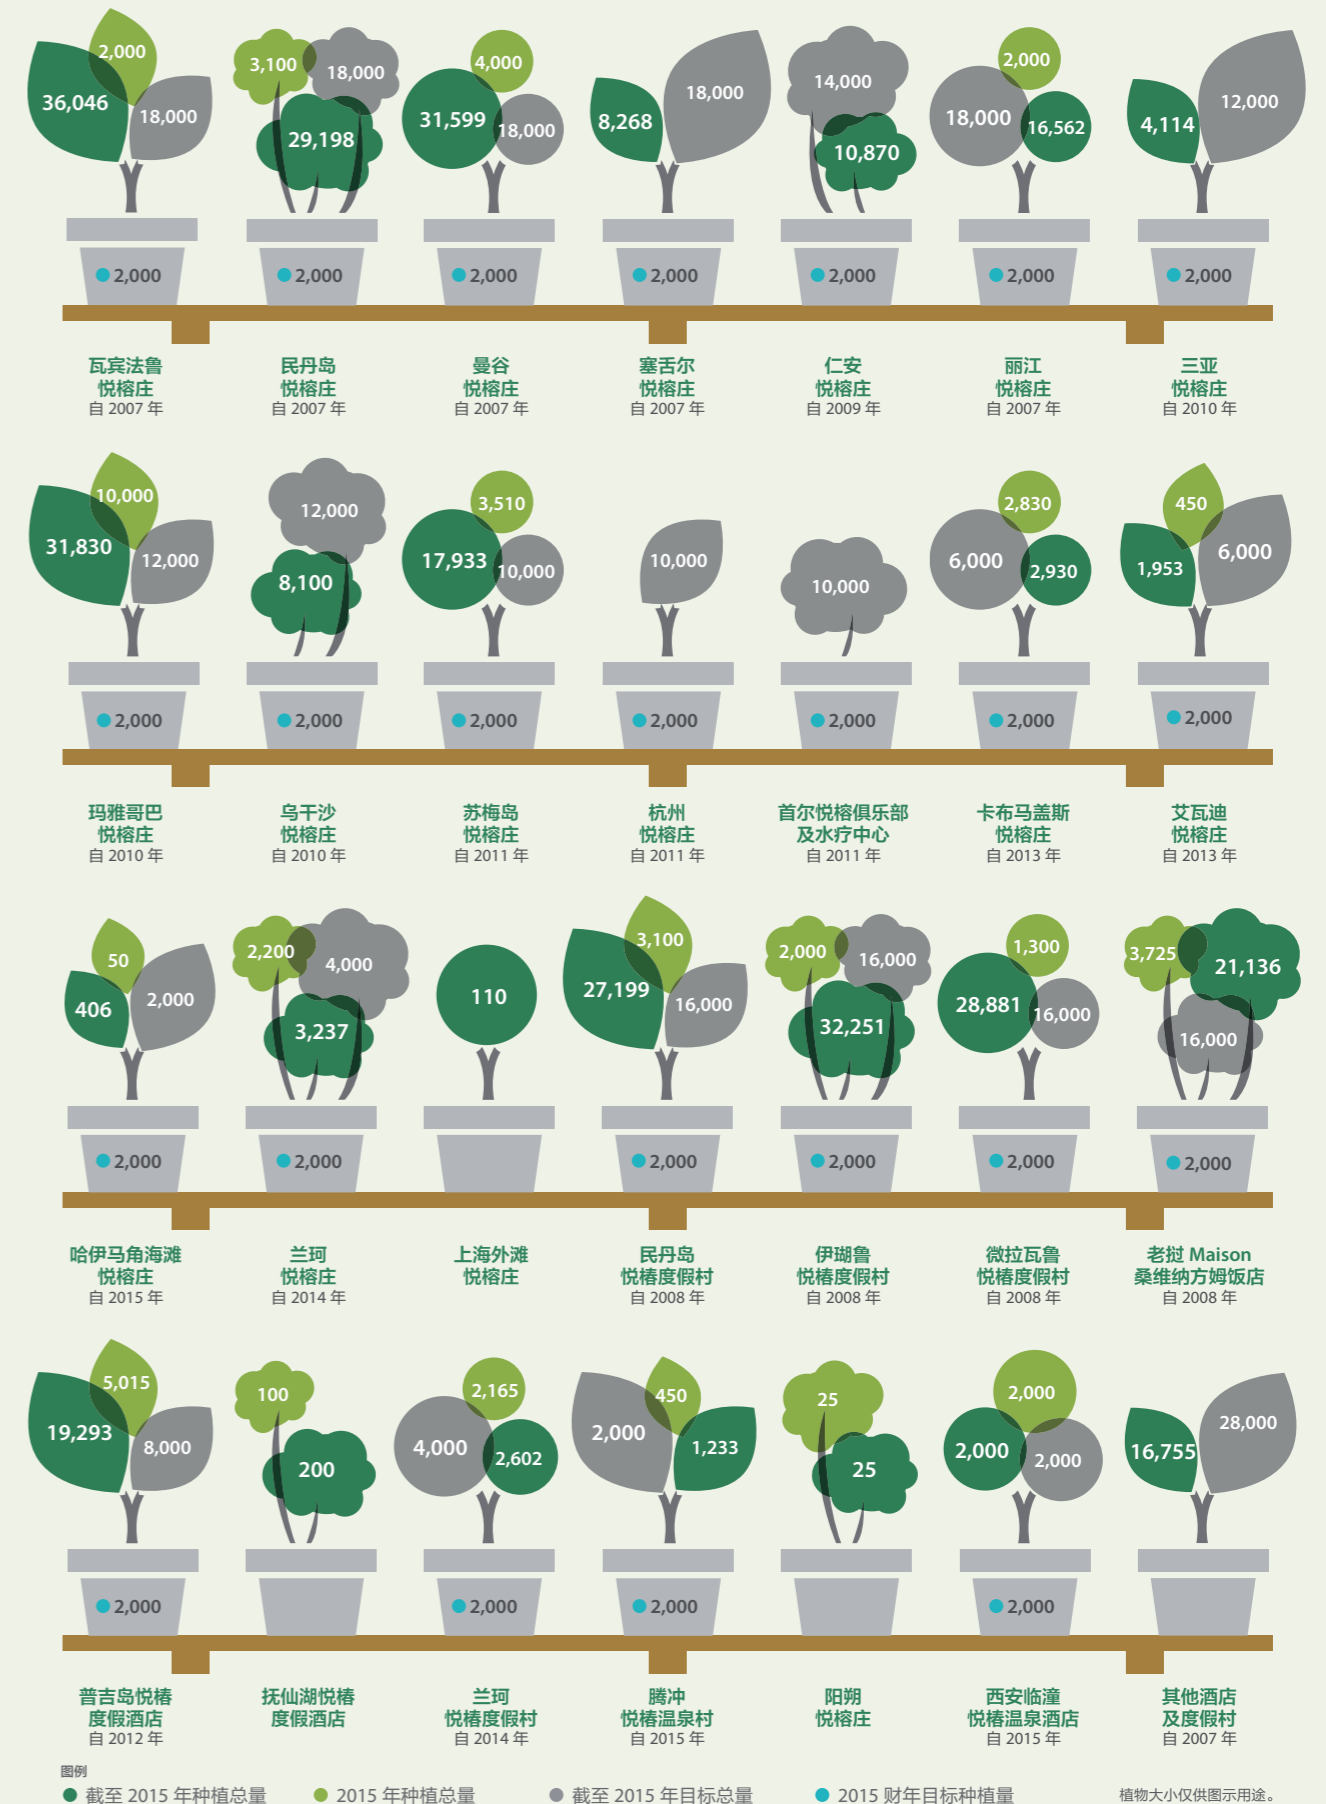 2,000
36,046
18,000
3,100
18,000
29,198
4,000
31,599
18,000
8,268
18,000
14,000
10,870
2,000
18,000
16,562
4,114
12,000
2,000
2,000
2,000
2,000
2,000
2,000
2,000
瓦宾法鲁
悦榕庄
自 2007 年
民丹岛
悦榕庄
自 2007 年
曼谷
悦榕庄
自 2007 年
塞舌尔
悦榕庄
自 2007 年
仁安
悦榕庄
自 2009 年
丽江
悦榕庄
自 2007 年
三亚
悦榕庄
自 2010 年
10,000
31,830
12,000
12,000
8,100
3,510
17,933
10,000
10,000
10,000
2,830
6,000
2,930
450
1,953
6,000
2,000
2,000
2,000
2,000
2,000
2,000
2,000
玛雅哥巴
悦榕庄
自 2010 年
乌干沙
悦榕庄
自 2010 年
苏梅岛
悦榕庄
自 2011 年
杭州
悦榕庄
自 2011 年
首尔悦榕俱乐部
及水疗中心
自 2011 年
卡布马盖斯
悦榕庄
自 2013 年
艾瓦迪
悦榕庄
自 2013 年
50
406
2,000
2,200
4,000
3,237
110
3,100
27,199
16,000
2,000
16,000
32,251
1,300
28,881
16,000
3,725
21,136
16,000
2,000
2,000
2,000
2,000
2,000
2,000
哈伊马角海滩
悦榕庄
自 2015 年
兰珂
悦榕庄
自 2014 年
上海外滩
悦榕庄
民丹岛
悦椿度假村
自 2008 年
伊瑚鲁
悦椿度假村
自 2008 年
微拉瓦鲁
悦椿度假村
自 2008 年
老挝 Maison
桑维纳方姆饭店
自 2008 年
5,015
19,293
8,000
100
200
2,165
4,000
2,602
450
2,000
1,233
25
25
2,000
2,000
2,000
16,755
28,000
2,000
2,000
2,000
2,000
普吉岛悦椿
度假酒店
自 2012 年
抚仙湖悦椿
度假酒店
兰珂
悦椿度假村
自 2014 年
腾冲
悦椿温泉村
自 2015 年
阳朔
悦榕庄
西安临潼
悦椿温泉酒店
自 2015 年
其他酒店
及度假村
自 2007 年
图例
截至 2015 年种植总量
2015 年种植总量
截至 2015 年目标总量
2015 财年目标种植量
植物大小仅供图示用途。